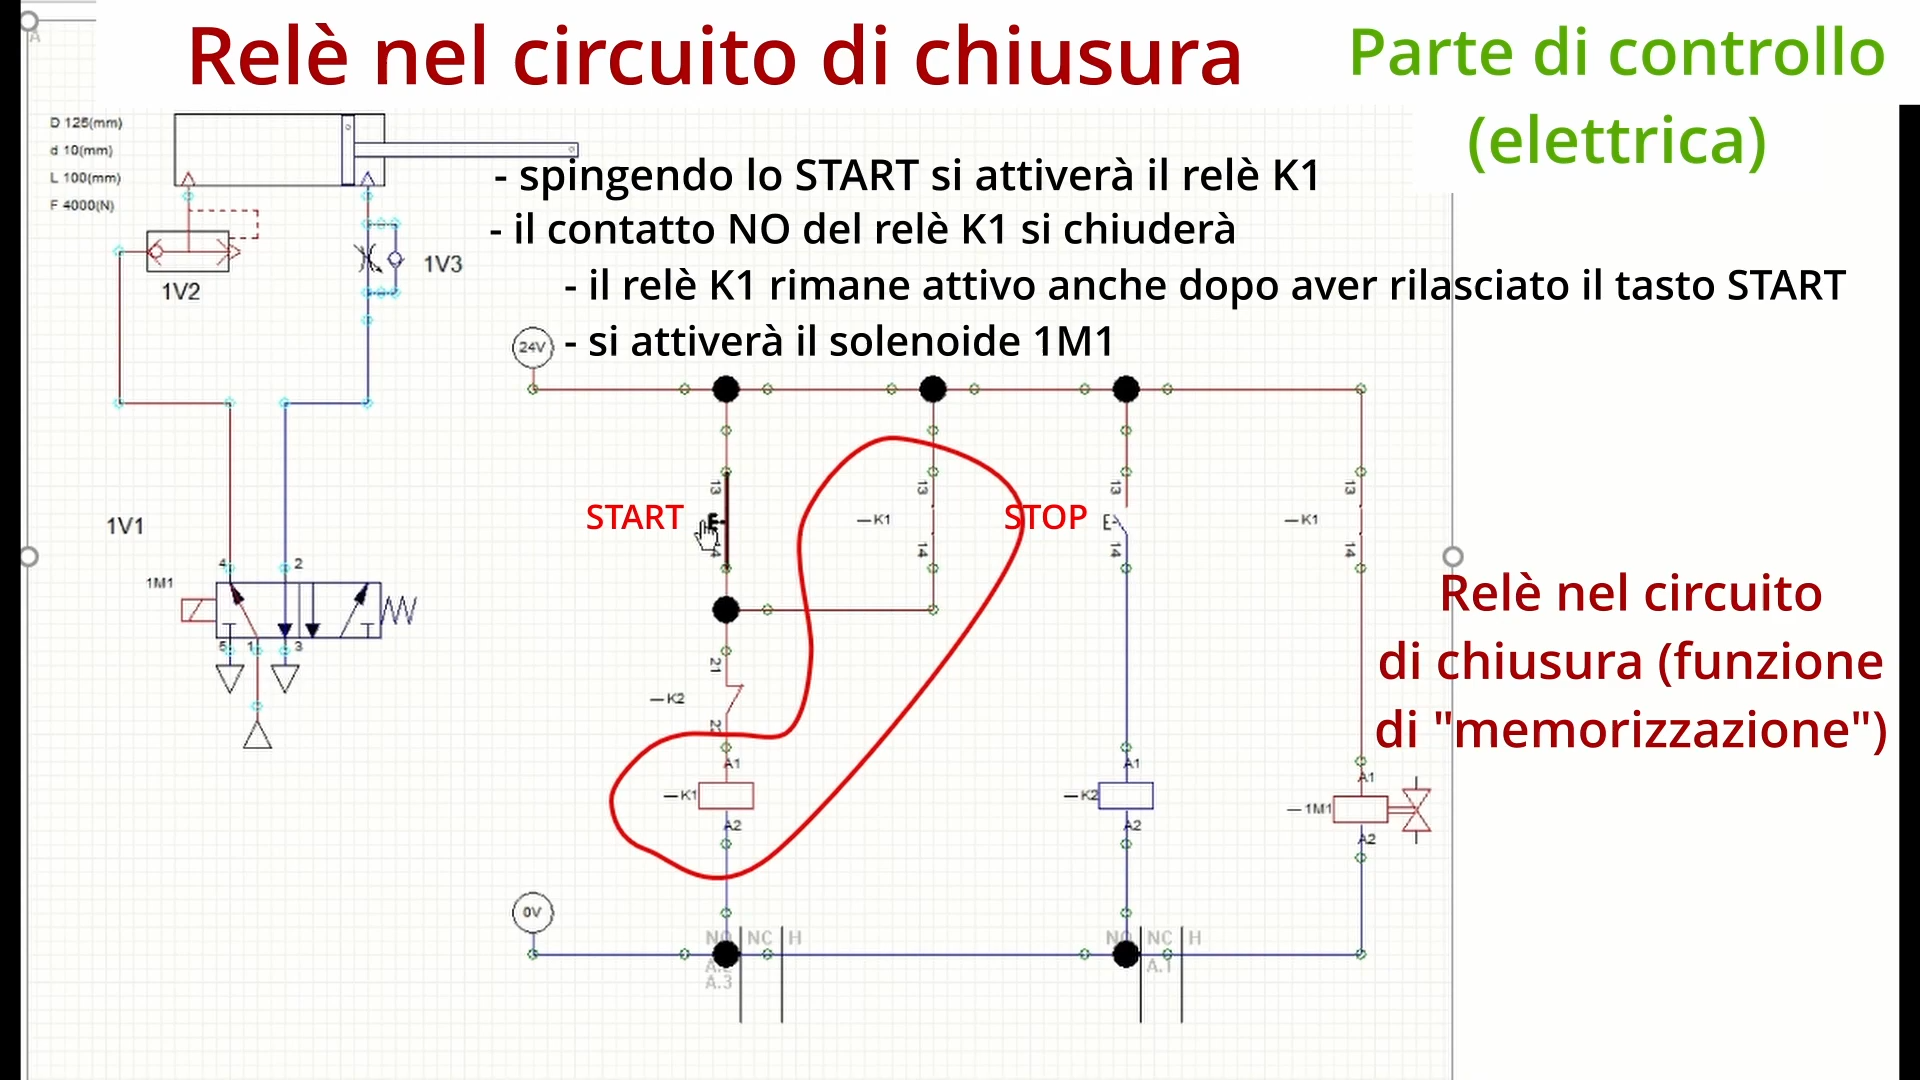 Relè nel circuito di chiusura
Parte di controllo
(elettrica)
A
D 125(mm)
d 10(mm)
L 100(mm)
F 4000(N)
- spingendo lo START si attiverà il relè K1
- il contatto NO del relè K1 si chiuderà
- il relè K1 rimane attivo anche dopo aver rilasciato il tasto START
- si attiverà il solenoide 1M1
1V2
1V3
24V
13
13
13
13
START
—K1
STOP
E
—K1
14
14
14
14
1V1
4
2
1M1
5
1
3
21
—K2
22
Relè nel circuito
di chiusura (funzione
di "memorizzazione")
A1
A1
A1
—K1
—K2
—1M1
A2
A2
A2
0V
NO NC H
NO NC H
A.3
A.1